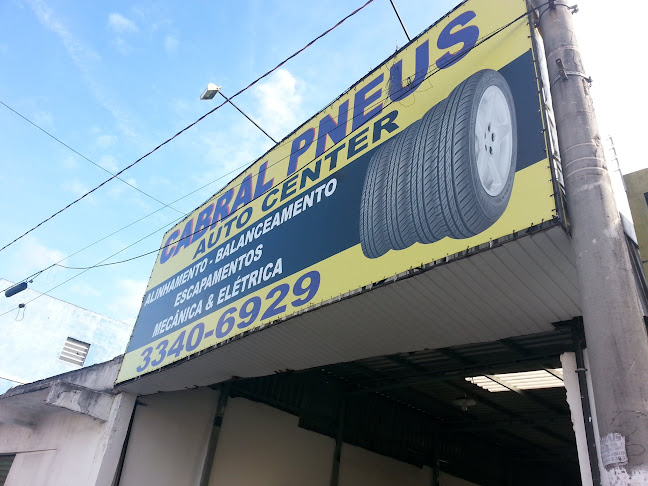 CABRAL PNEUS
AUTO CENTER
ALINHAMENTO - BALANCEAMENTO
ESCAPAMENTOS
MECÂNICA & ELÉTRICA
3340-6929